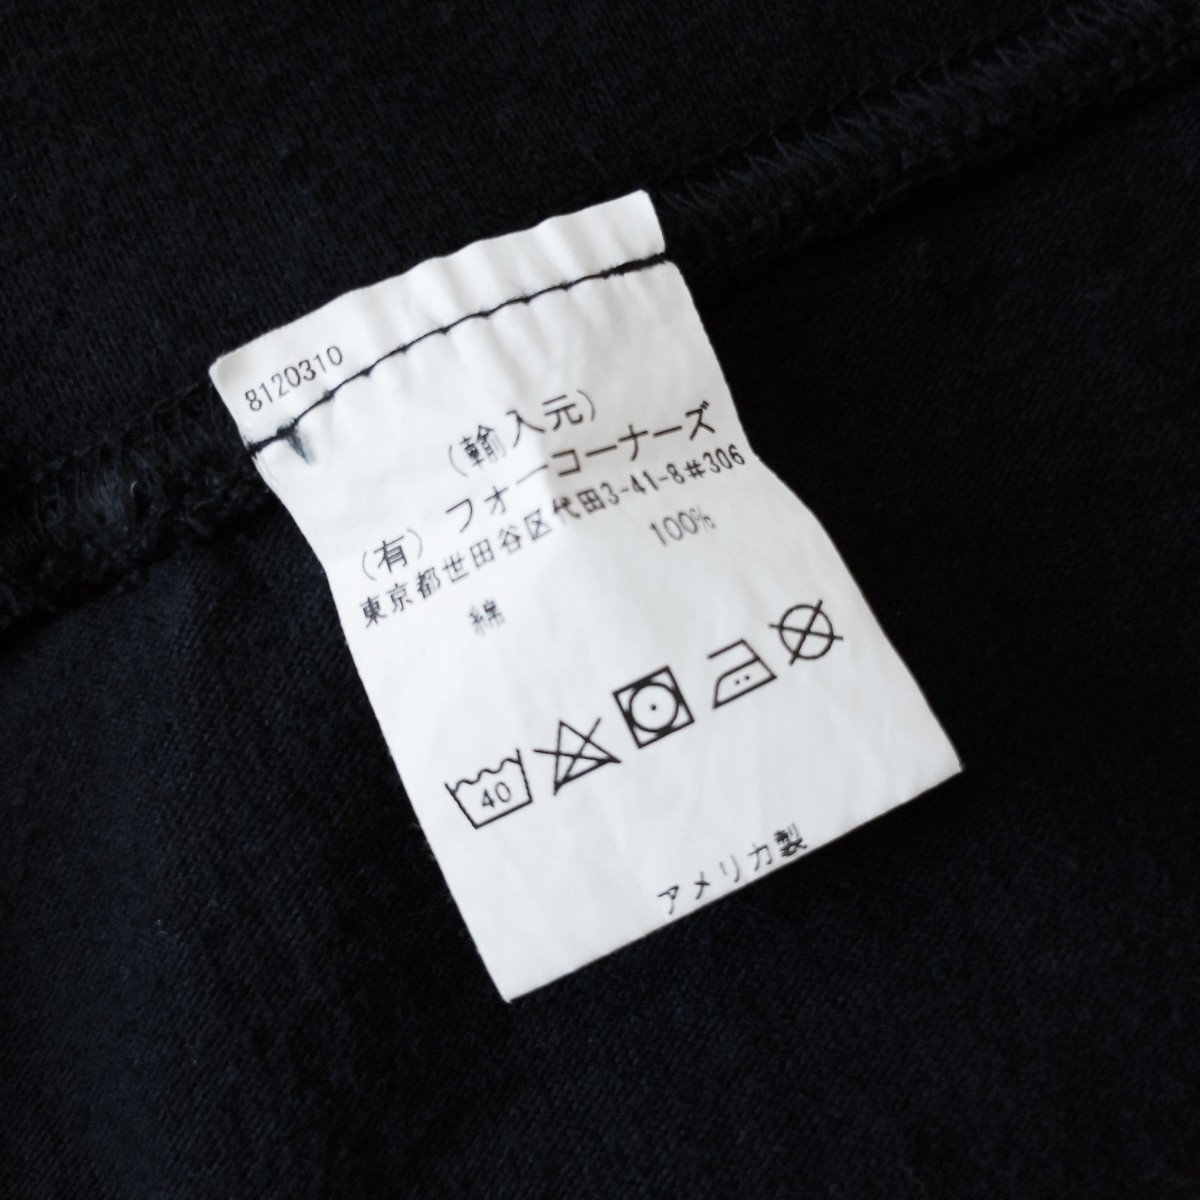 8120310
(輸入元)
(有) フォーコーナーズ
東京都世田谷区代田3-41-8#306
綿 100%
40
アメリカ製